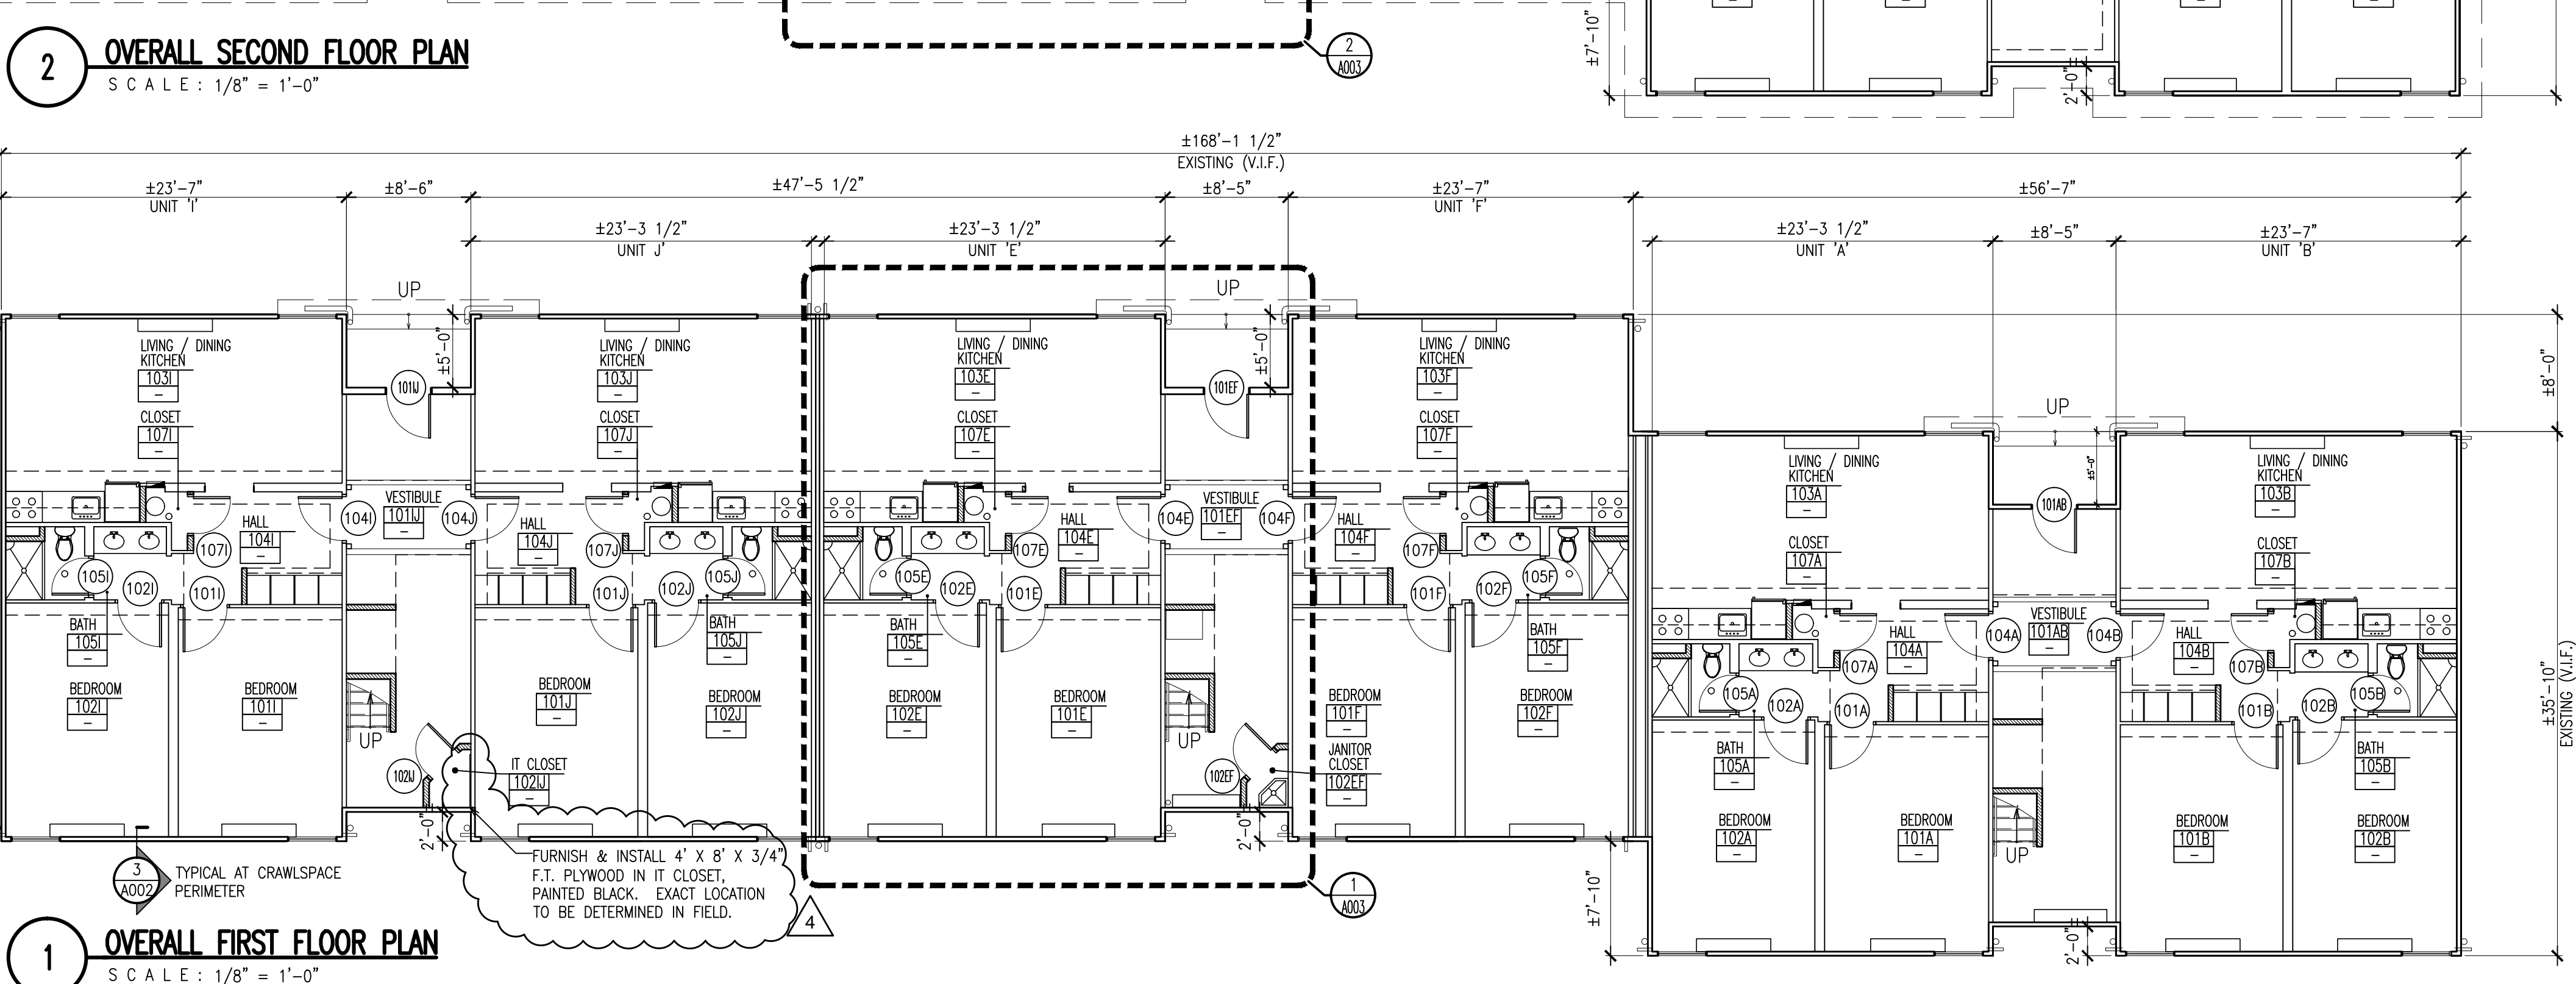 ±7'-10"
2'-0"
2
OVERALL SECOND FLOOR PLAN
SCALE: 1/8" = 1'-0"
2
A003
±168'-1 1/2"
EXISTING (V.I.F.)
±23'-7"
UNIT 'I'
±8'-6"
±47'-5 1/2"
±8'-5"
±23'-7"
UNIT 'F'
±56'-7"
±23'-3 1/2"
UNIT J'
±23'-3 1/2"
UNIT 'E'
±23'-3 1/2"
UNIT 'A'
±8'-5"
±23'-7"
UNIT 'B'
UP
UP
UP
±5'-0"
±5'-0"
±5'-0"
±8'-0"
LIVING / DINING
KITCHEN
103I
–
CLOSET
107I
–
101IJ
LIVING / DINING
KITCHEN
103J
–
CLOSET
107J
–
LIVING / DINING
KITCHEN
103E
–
CLOSET
107E
–
101EF
LIVING / DINING
KITCHEN
103F
–
CLOSET
107F
–
LIVING / DINING
KITCHEN
103A
–
CLOSET
107A
–
101AB
LIVING / DINING
KITCHEN
103B
–
CLOSET
107B
–
HALL
104I
–
104I
VESTIBULE
101IJ
–
104J
HALL
104J
–
107I
105I
102I
101I
107J
101J
102J
105J
HALL
104E
–
104E
VESTIBULE
101EF
–
104F
HALL
104F
–
107E
105E
102E
101E
107F
101F
102F
105F
HALL
104A
–
104A
VESTIBULE
101AB
–
104B
HALL
104B
–
107A
105A
102A
101A
107B
101B
102B
105B
BATH
105I
–
BEDROOM
102I
–
BEDROOM
101I
–
UP
102IJ
BEDROOM
101J
–
BATH
105J
–
BEDROOM
102J
–
IT CLOSET
102IJ
–
BATH
105E
–
BEDROOM
102E
–
BEDROOM
101E
–
UP
102EF
BEDROOM
101F
–
JANITOR
CLOSET
102EF
–
BATH
105F
–
BEDROOM
102F
–
BATH
105A
–
BEDROOM
102A
–
BEDROOM
101A
–
UP
BEDROOM
101B
–
BATH
105B
–
BEDROOM
102B
–
±35'-10"
EXISTING (V.I.F.)
2'-0"
2'-0"
2'-0"
±7'-10"
3
A002
TYPICAL AT CRAWLSPACE
PERIMETER
FURNISH & INSTALL 4' X 8' X 3/4"
F.T. PLYWOOD IN IT CLOSET,
PAINTED BLACK. EXACT LOCATION
TO BE DETERMINED IN FIELD.
4
1
A003
1
OVERALL FIRST FLOOR PLAN
SCALE: 1/8" = 1'-0"